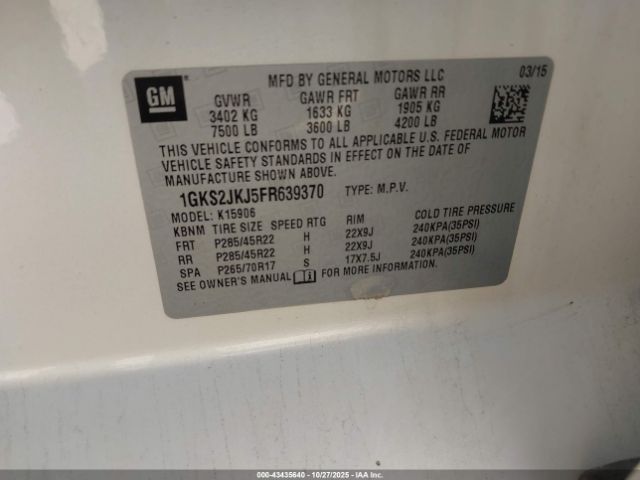 GM
MFD BY GENERAL MOTORS LLC 03/15
GVWR GAWR FRT GAWR RR
3402 KG 1633 KG 1905 KG
7500 LB 3600 LB 4200 LB
THIS VEHICLE CONFORMS TO ALL APPLICABLE U.S. FEDERAL MOTOR
VEHICLE SAFETY STANDARDS IN EFFECT ON THE DATE OF
MANUFACTURE SHOWN ABOVE.
1GKS2JKJ5FR639370 TYPE: M.P.V.
MODEL: K15906
KBNM TIRE SIZE SPEED RTG RIM COLD TIRE PRESSURE
FRT P285/45R22 H 22X9J 240KPA(35PSI)
RR P285/45R22 H 22X9J 240KPA(35PSI)
SPA P265/70R17 S 17X7.5J 240KPA(35PSI)
SEE OWNER'S MANUAL FOR MORE INFORMATION.
000-43435640 - 10/27/2025 - Copyright © IAA, LLC